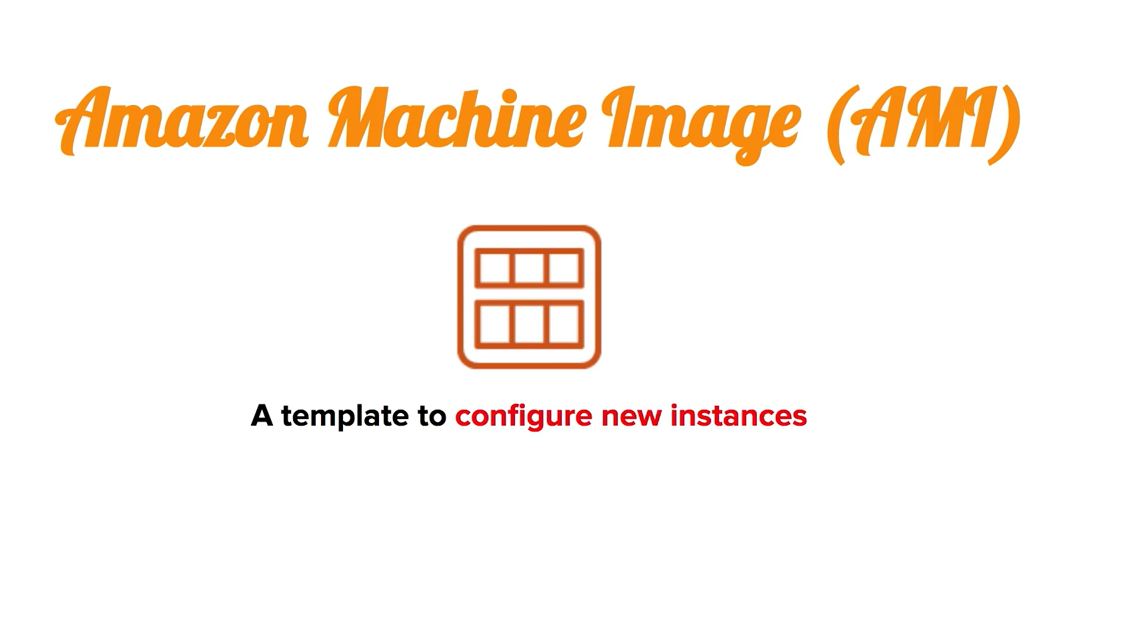 Amazon Machine Image (AMI)
A template to configure new instances